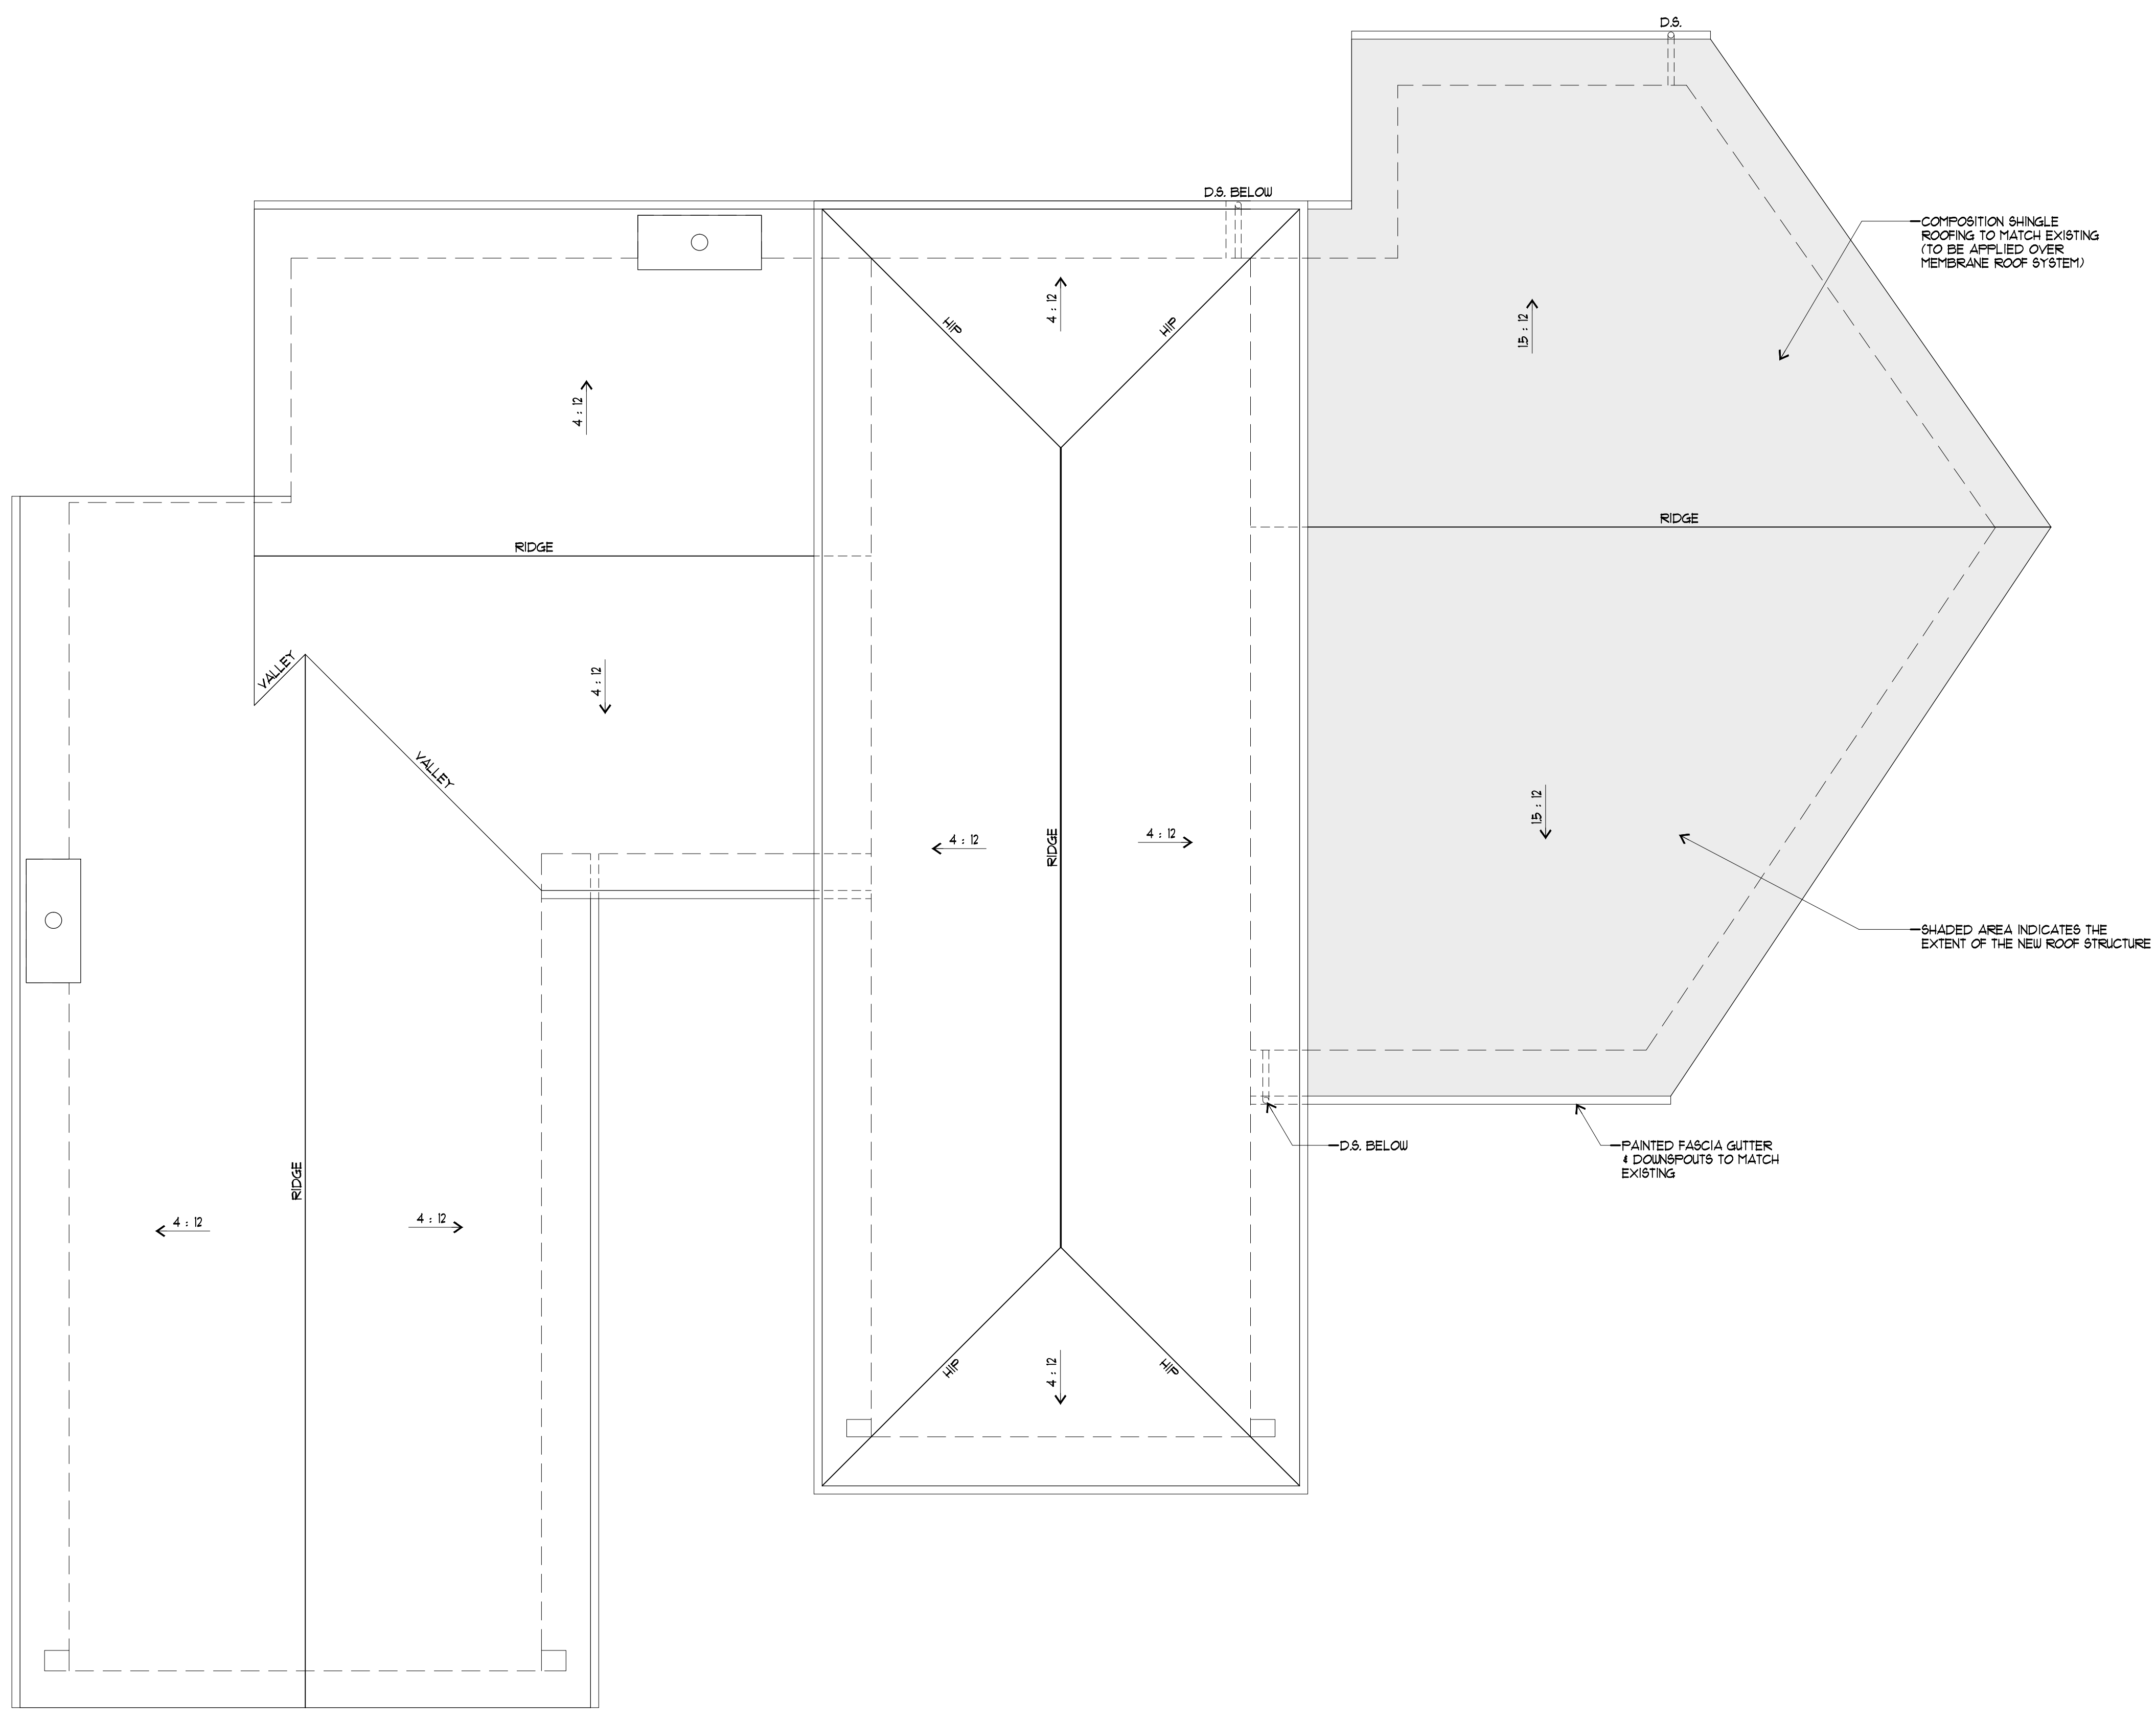 D.S.
D.S. BELOW
COMPOSITION SHINGLE
ROOFING TO MATCH EXISTING
(TO BE APPLIED OVER
MEMBRANE ROOF SYSTEM)
HIP
4 : 12
HIP
1.5 : 12
4 : 12
RIDGE
RIDGE
VALLEY
4 : 12
VALLEY
4 : 12
RIDGE
4 : 12
1.5 : 12
SHADED AREA INDICATES THE
EXTENT OF THE NEW ROOF STRUCTURE
D.S. BELOW
PAINTED FASCIA GUTTER
& DOWNSPOUTS TO MATCH
EXISTING
RIDGE
4 : 12
4 : 12
HIP
4 : 12
HIP